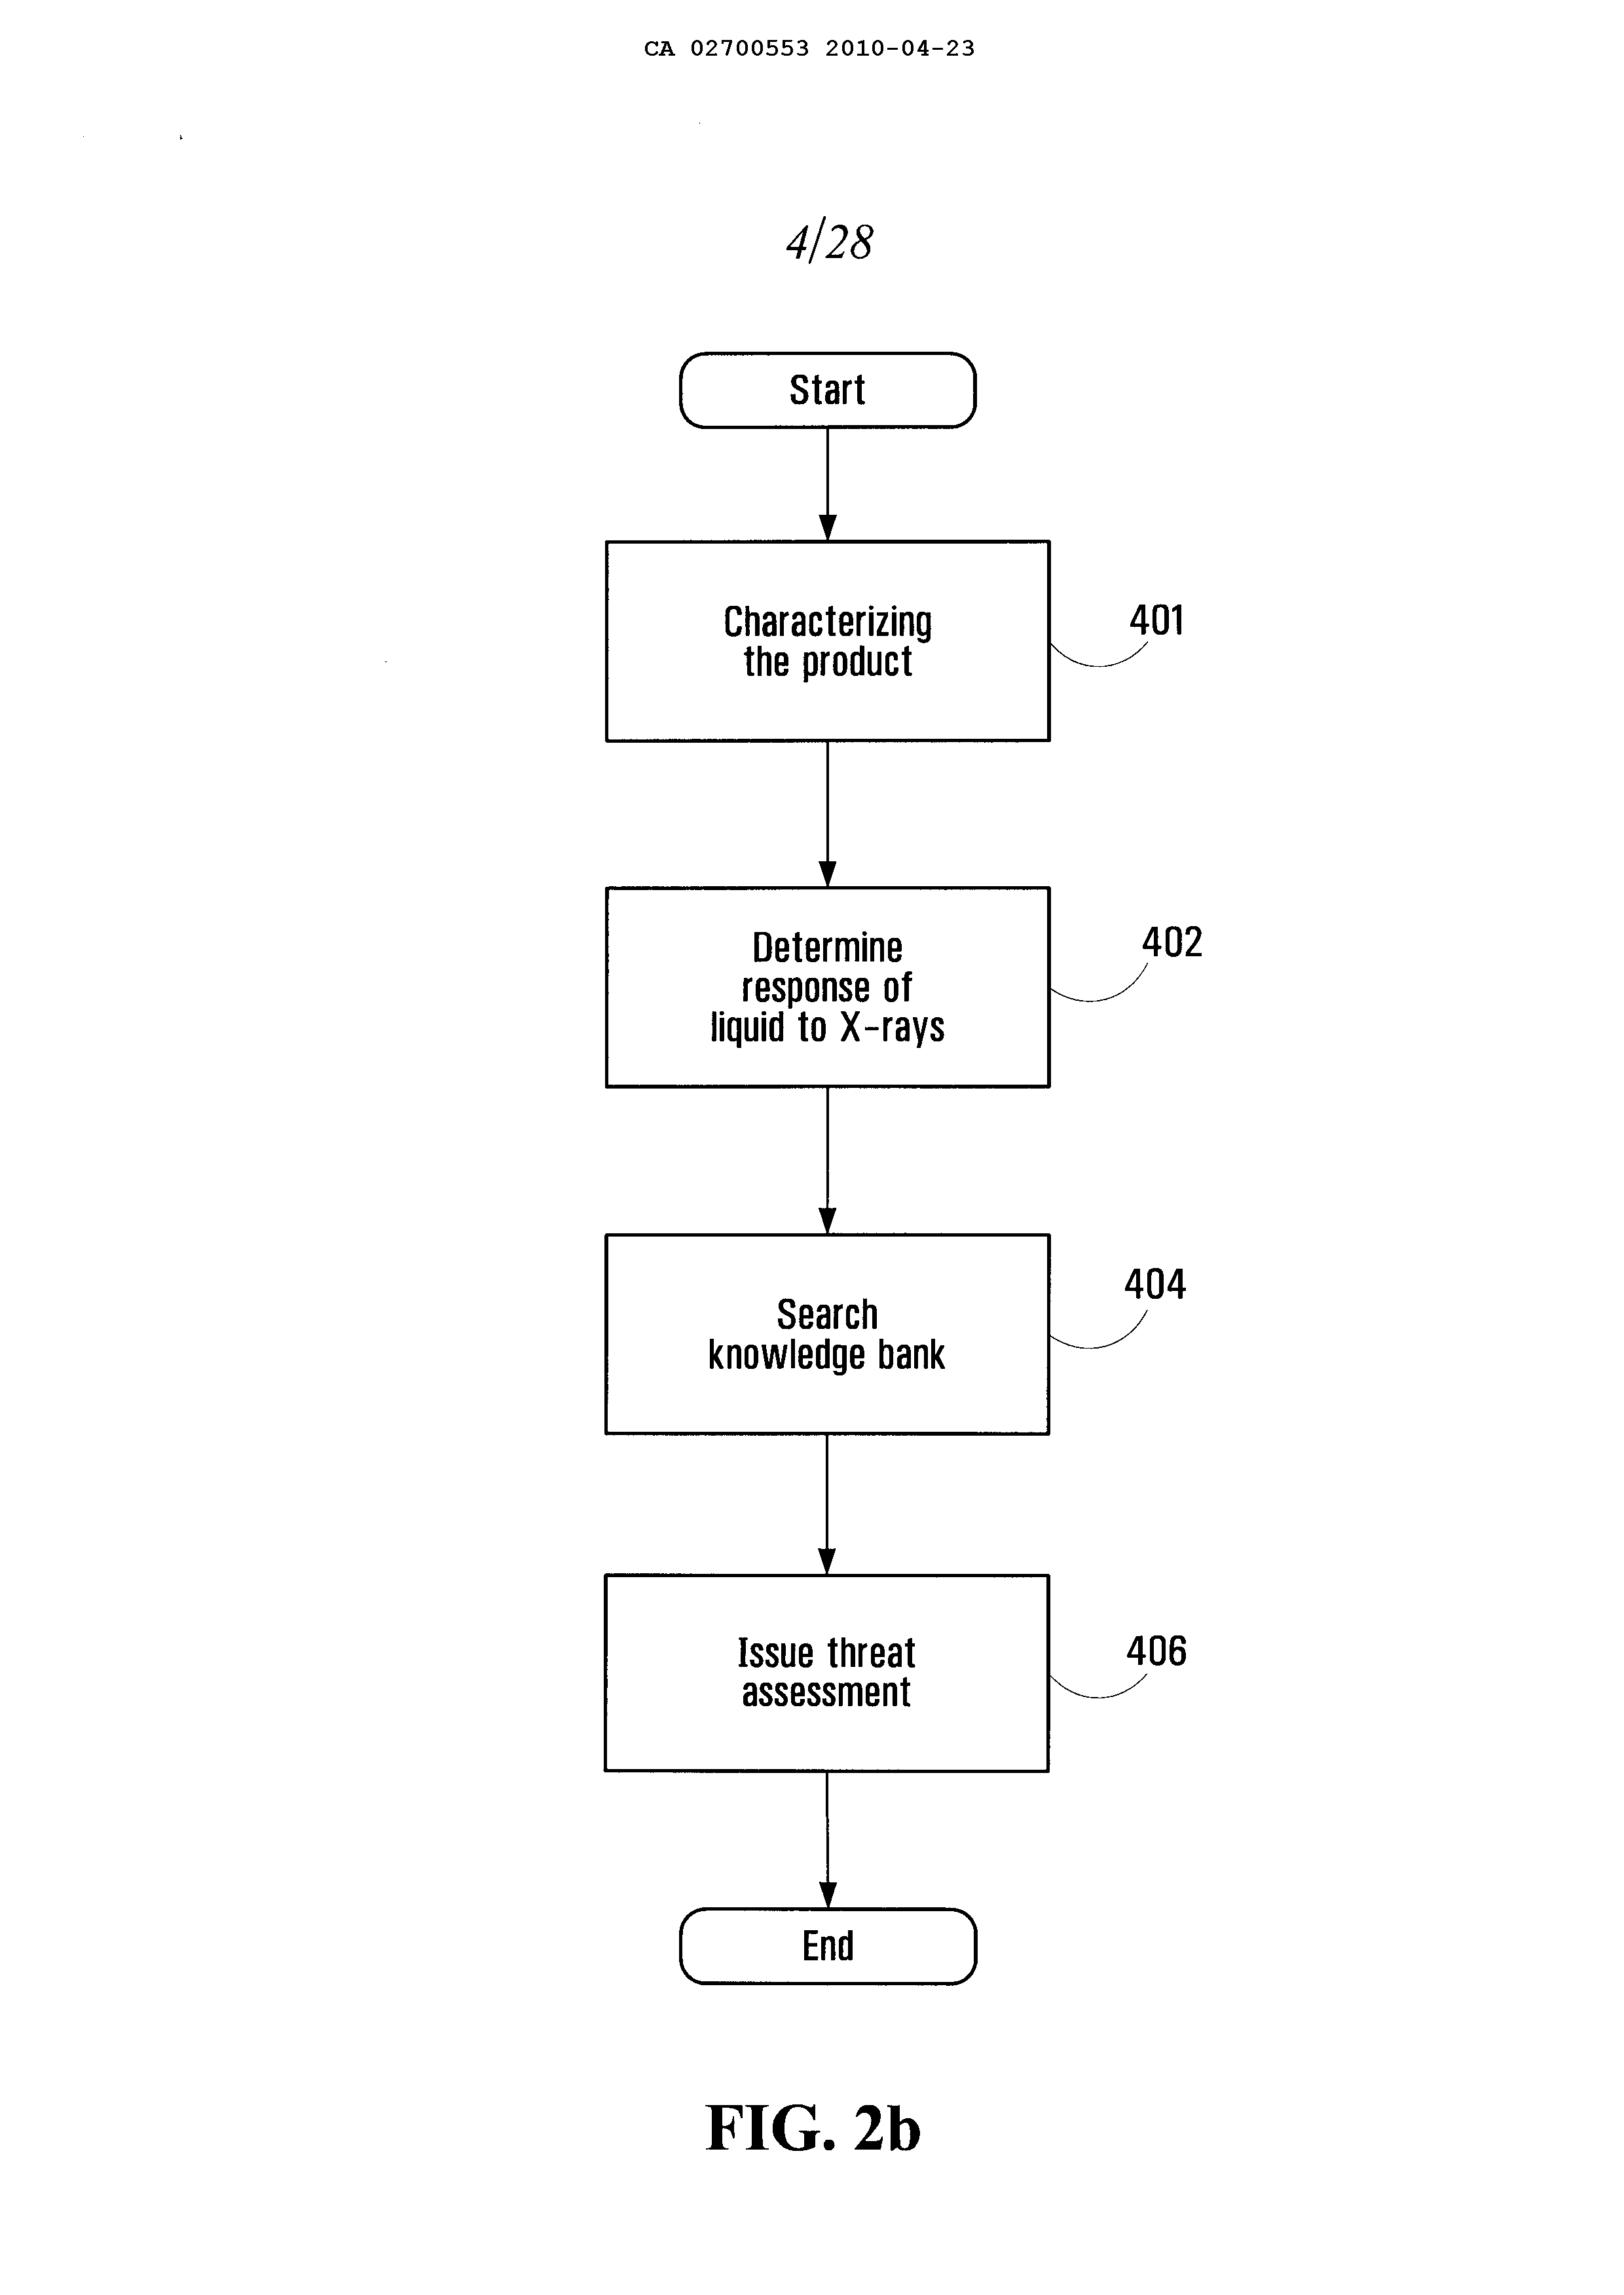 CA 02700553 2010-04-23
4/28
Start
Characterizing
the product
401
Determine
response of
liquid to X-rays
402
Search
knowledge bank
404
Issue threat
assessment
406
End
FIG. 2b